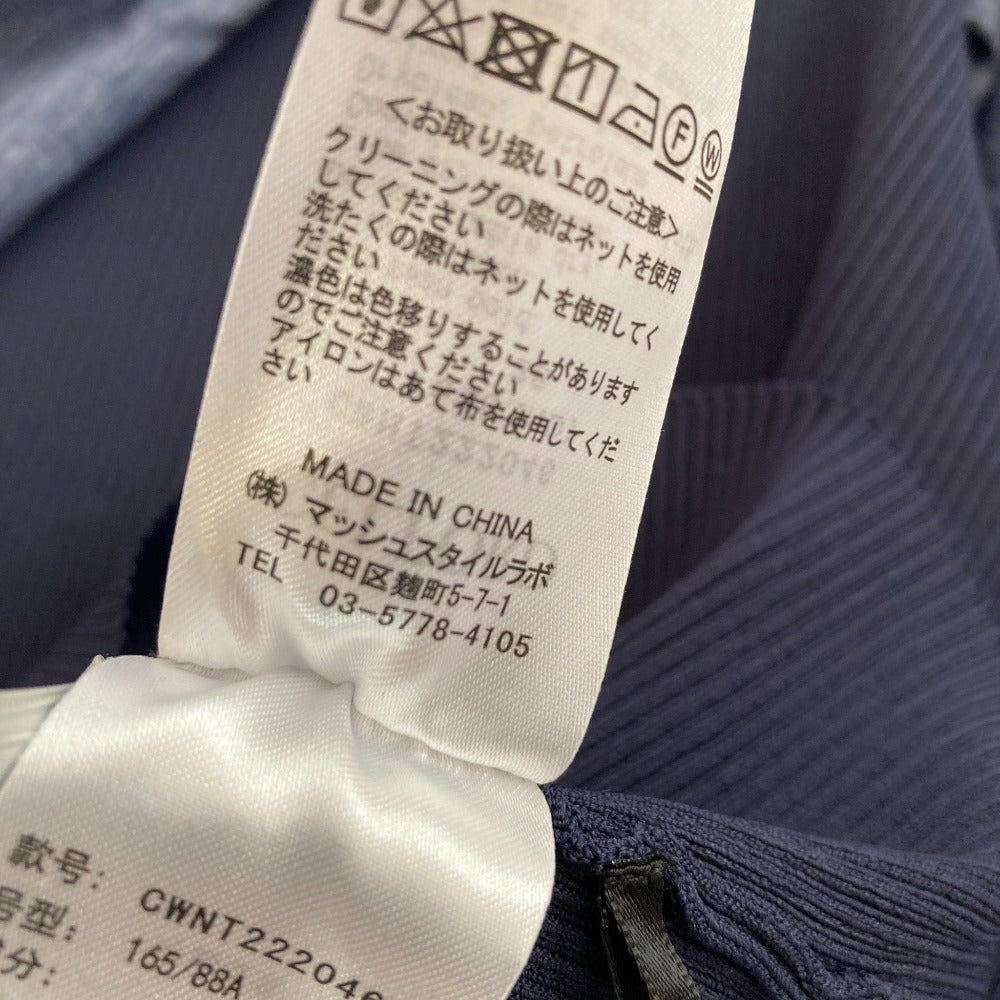 F
W
<お取り扱い上のご注意>
クリーニングの際はネットを使用
してください
洗たくの際はネットを使用してく
ださい
濃色は色移りすることがあります
のでご注意ください
アイロンはあて布を使用してくだ
さい
MADE IN CHINA
(株) マッシュスタイルラボ
千代田区麹町5-7-1
TEL 03-5778-4105
款号: CWNT222046
号型: 165/88A
成分: